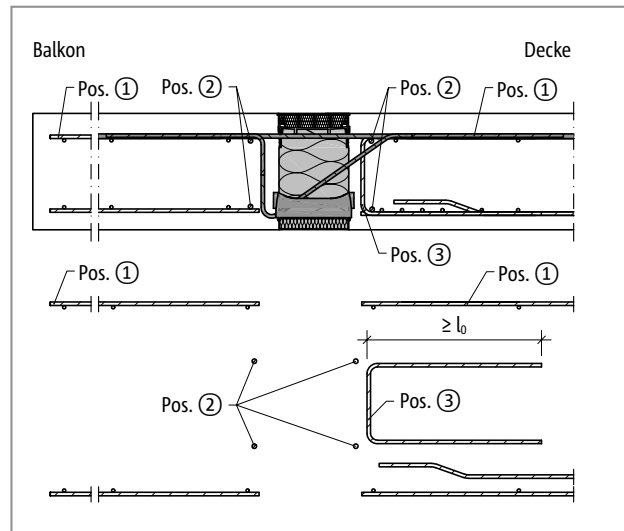 Balkon
Decke
Pos. ①
Pos. ②
Pos. ②
Pos. ①
Pos. ③
Pos. ①
Pos. ①
≥ l₀
Pos. ②
Pos. ③